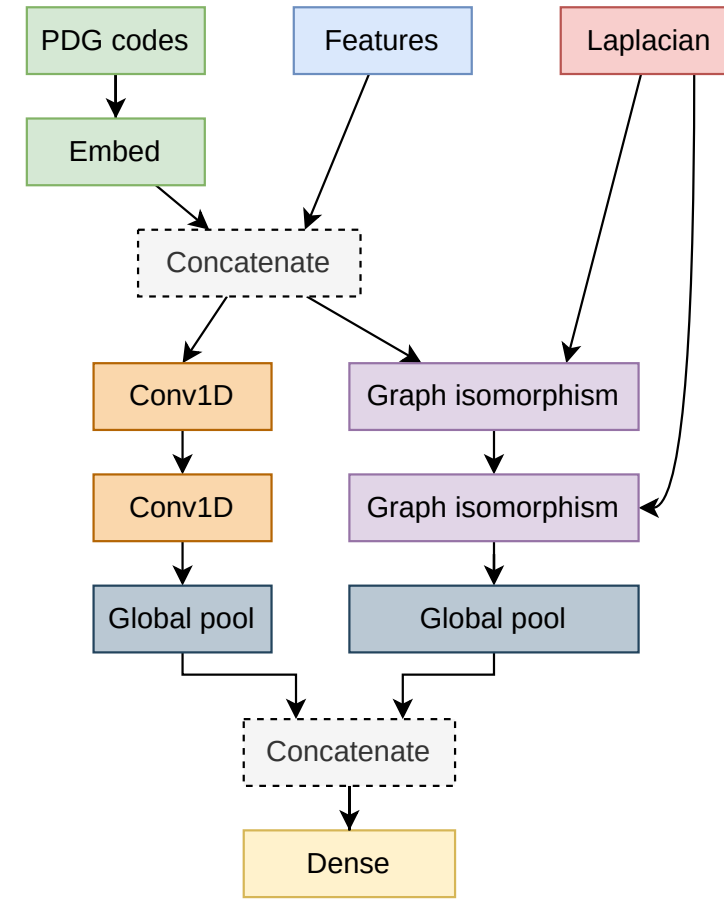 PDG codes
Features
Laplacian
Embed
Concatenate
Conv1D
Graph isomorphism
Conv1D
Graph isomorphism
Global pool
Global pool
Concatenate
Dense